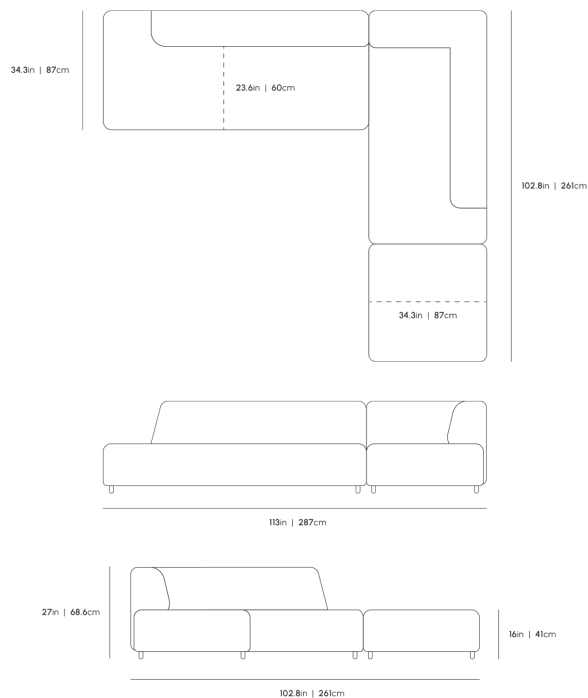 34.3in | 87cm
23.6in | 60cm
102.8in | 261cm
34.3in | 87cm
113in | 287cm
27in | 68.6cm
16in | 41cm
102.8in | 261cm